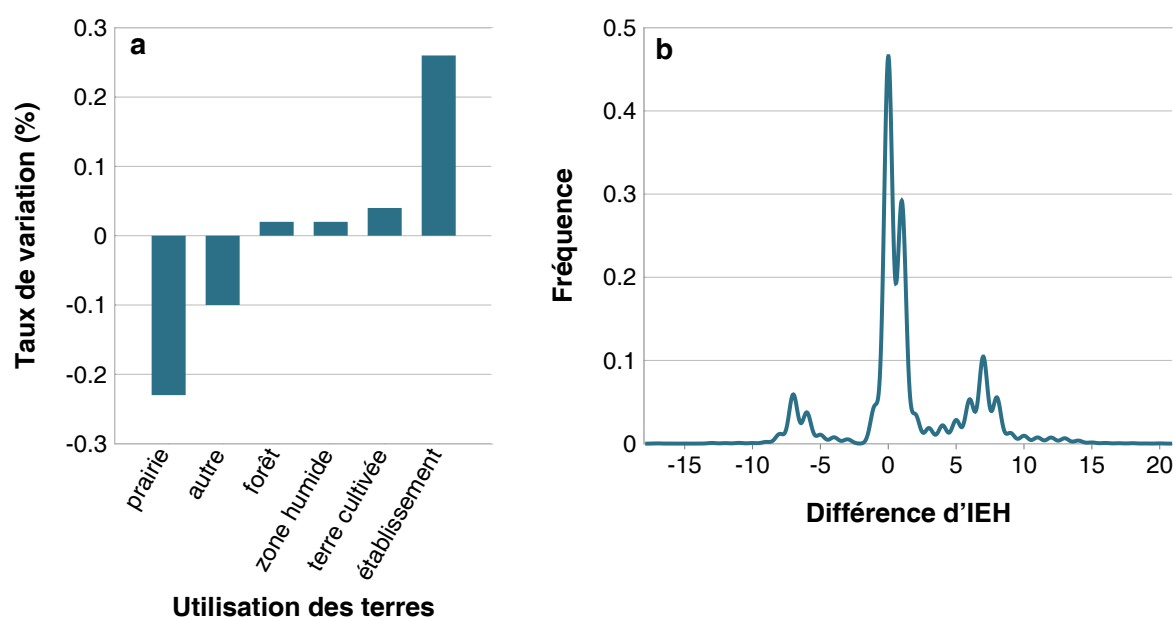 a
Taux de variation (%)
0.3
0.2
0.1
0
-0.1
-0.2
-0.3
prairie
autre
forêt
zone humide
terre cultivée
établissement
Utilisation des terres
b
Fréquence
0.5
0.4
0.3
0.2
0.1
0
-15 -10 -5 0 5 10 15 20
Différence d'IEH